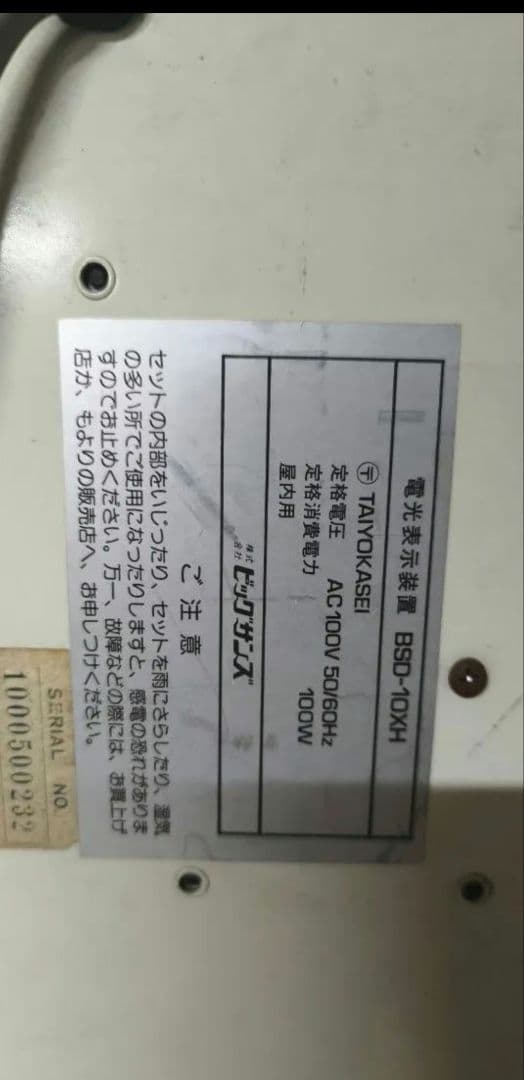 電光表示装置 BSD-10XH
〒 TAIYOKASEI
定格電圧 AC100V 50/60Hz
定格消費電力 100W
屋内用
株式会社 ビッグサンズ
ご注意
セットの内部をいじったり、セットを雨にさらしたり、湿気
の多い所でご使用になったりしますと、感電の恐れがありま
すのでお止めください。万一、故障などの際には、お買上げ
店か、もよりの販売店へ、お申しつけください。
SERIAL NO.
1000500232